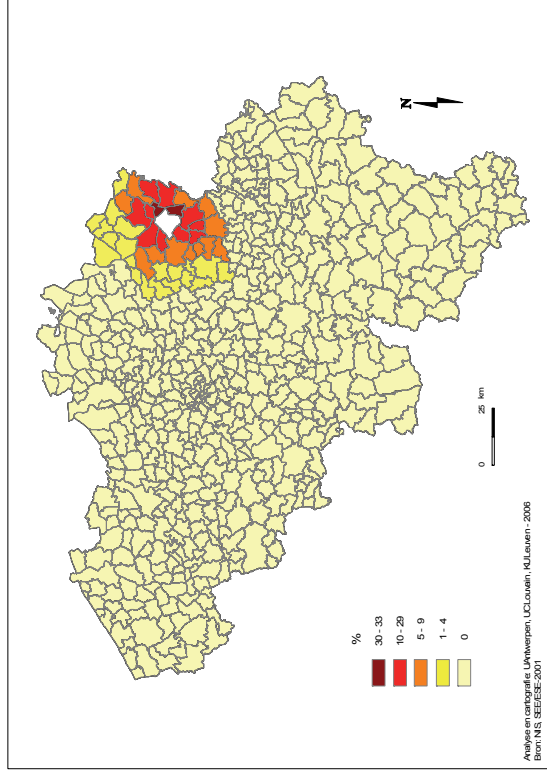 N
0 25 km
%
30 - 33
10 - 29
5 - 9
1 - 4
0
Analyse en cartografie: UAntwerpen, UCLouvain, KULeuven - 2006
Bron: NIS, SEE/ESE-2001